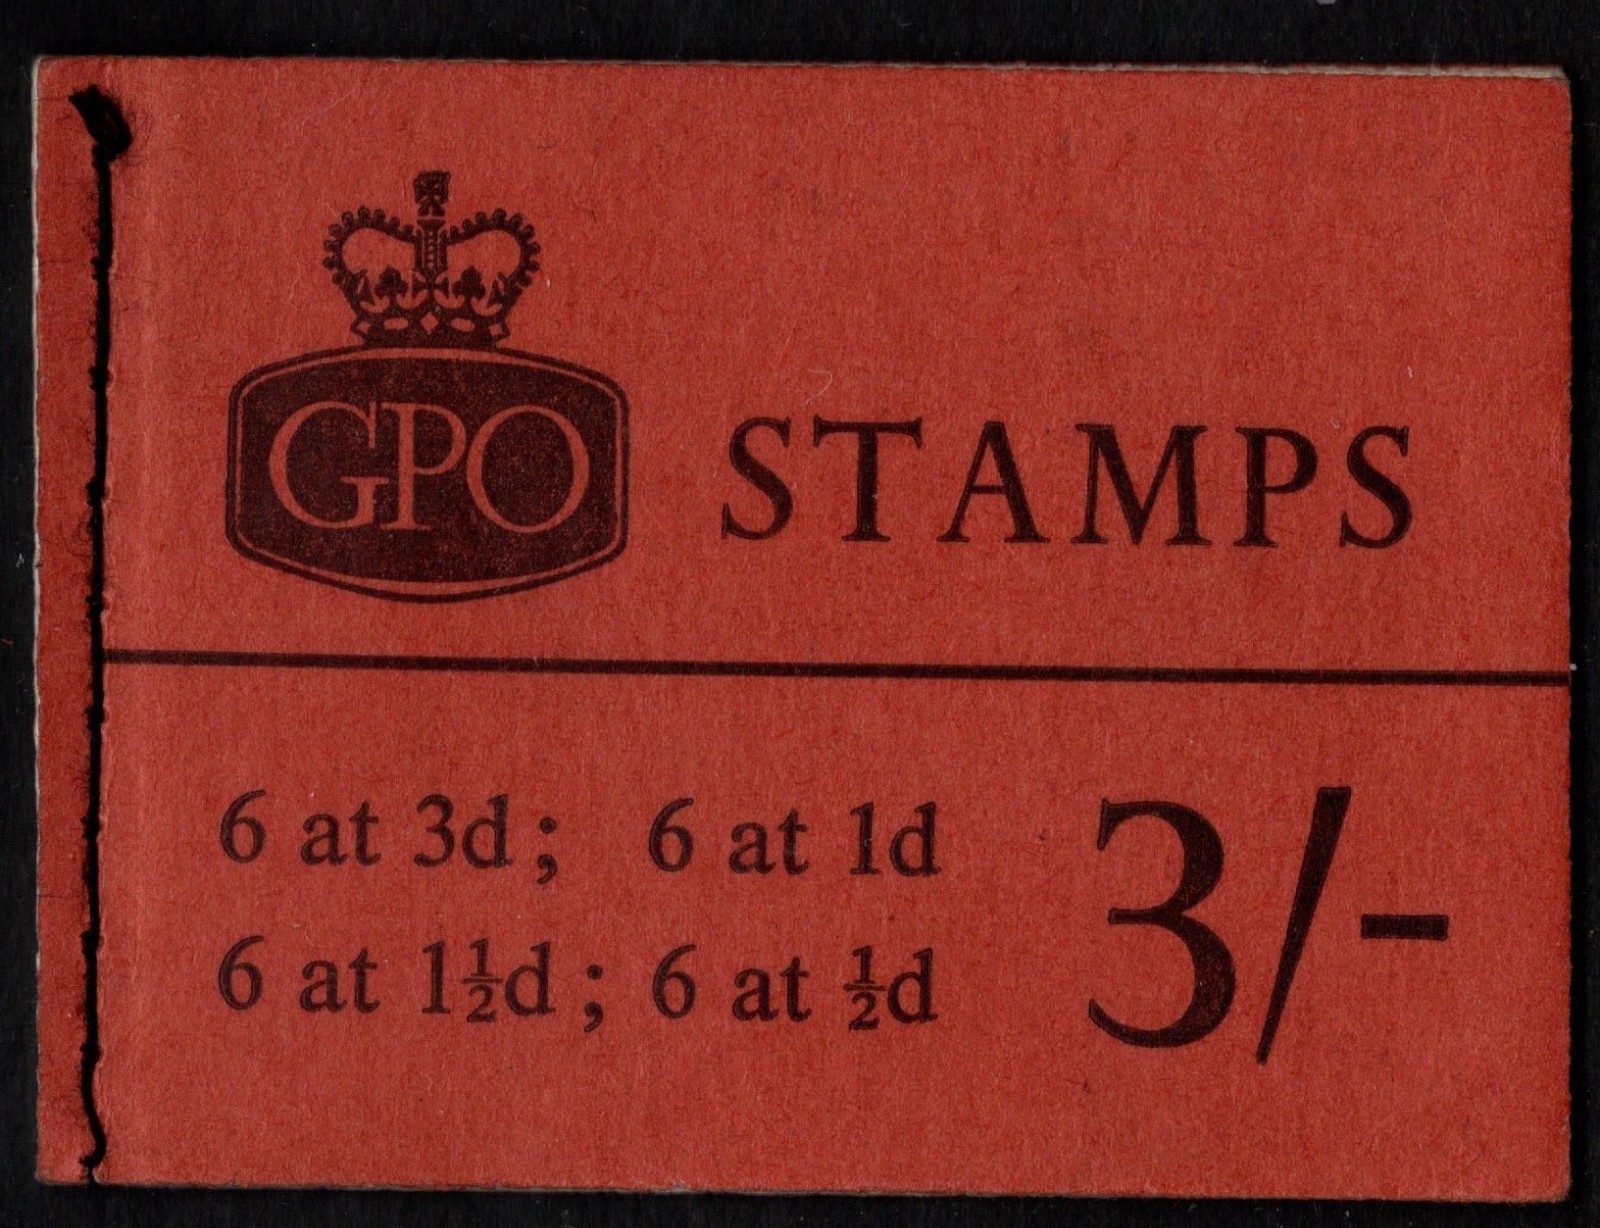 GPO STAMPS
6 at 3d; 6 at 1d
6 at 1½d; 6 at ½d
3/-